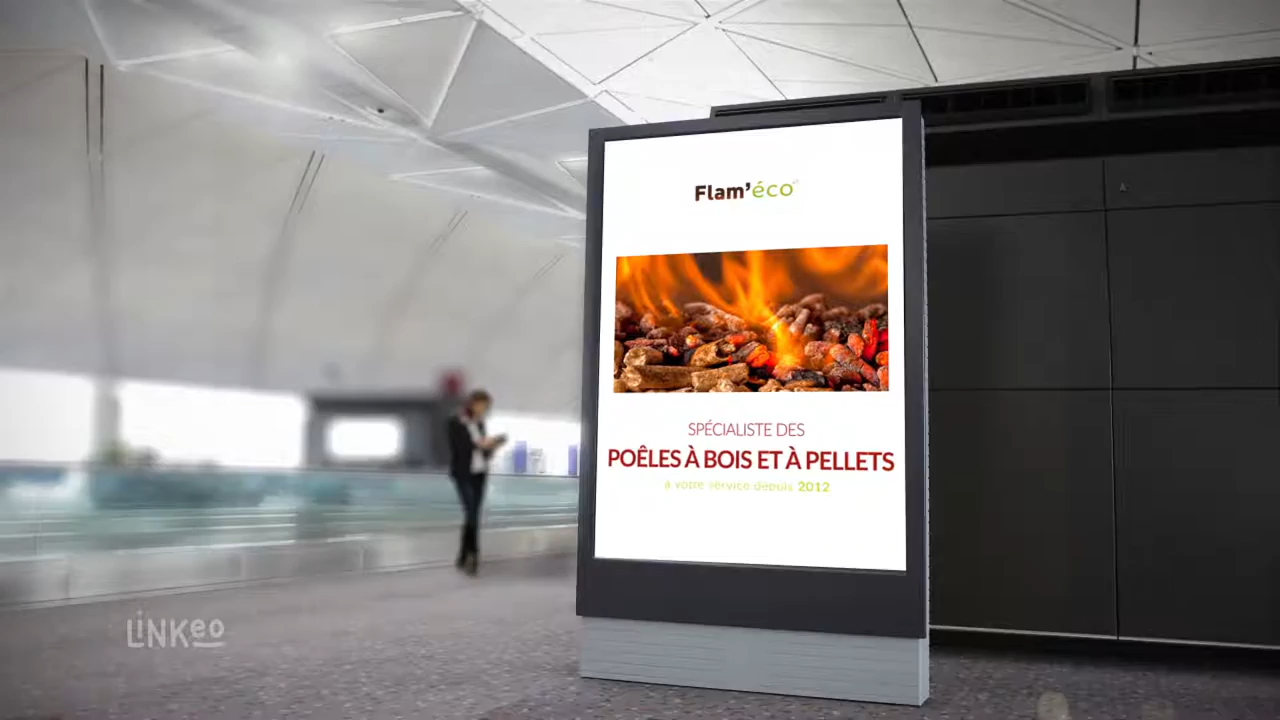 Flam'éco
SPÉCIALISTE DES
POÊLES À BOIS ET À PELLETS
à votre service depuis 2012
LiNKeo